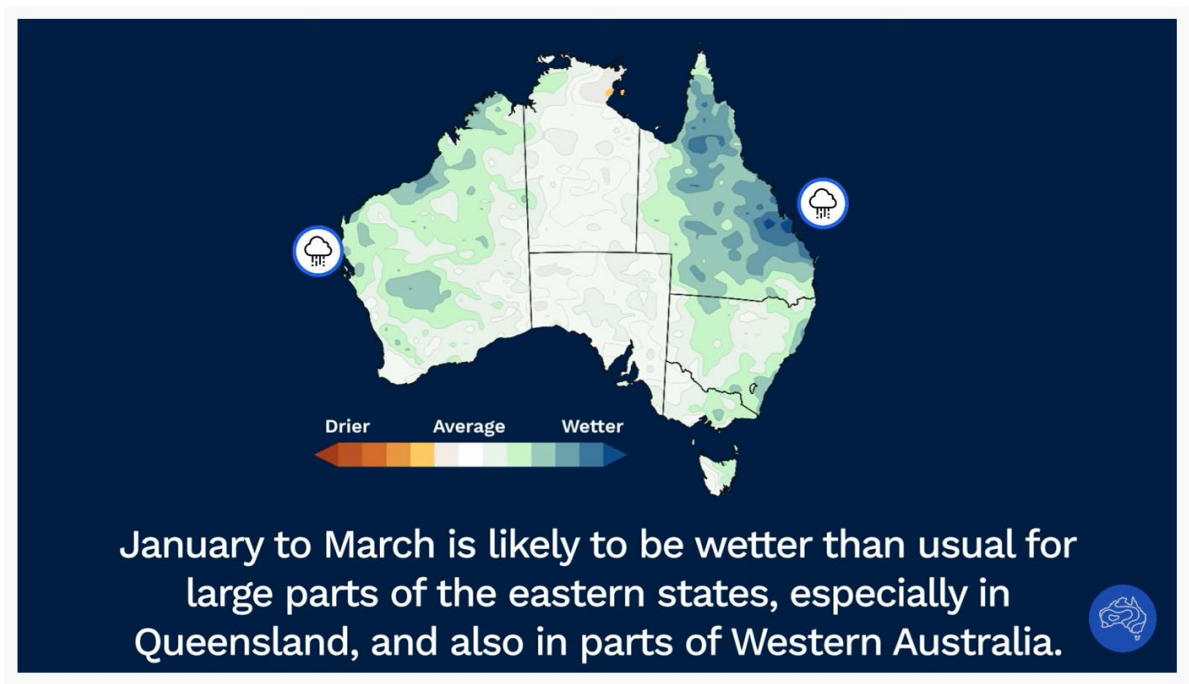 Drier Average Wetter
January to March is likely to be wetter than usual for
large parts of the eastern states, especially in
Queensland, and also in parts of Western Australia.